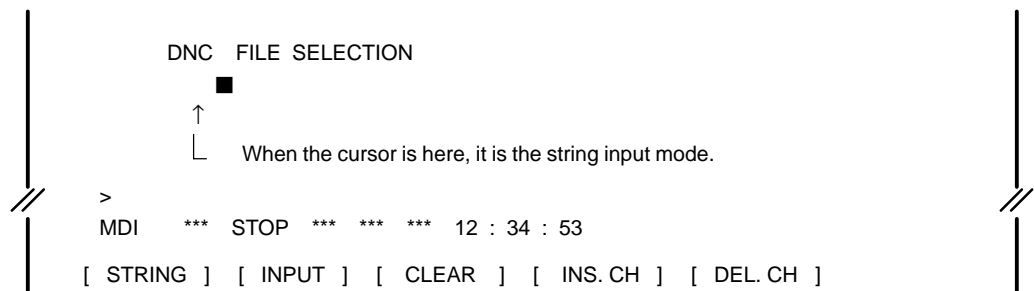 DNC FILE SELECTION
When the cursor is here, it is the string input mode.
>
MDI *** STOP *** *** *** 12 : 34 : 53
[ STRING ] [ INPUT ] [ CLEAR ] [ INS. CH ] [ DEL. CH ]